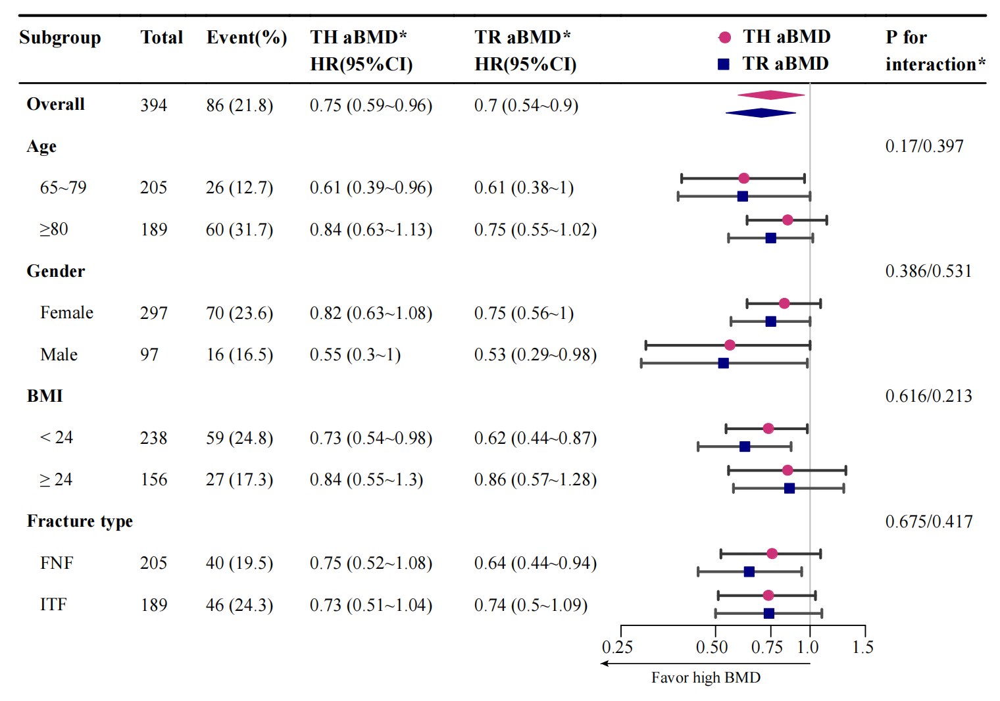 Subgroup Total Event(%) TH aBMD* TR aBMD* TH aBMD P for
HR(95%CI) HR(95%CI) TR aBMD interaction*
Overall 394 86 (21.8) 0.75 (0.59~0.96) 0.7 (0.54~0.9)
Age 0.17/0.397
65~79 205 26 (12.7) 0.61 (0.39~0.96) 0.61 (0.38~1)
≥80 189 60 (31.7) 0.84 (0.63~1.13) 0.75 (0.55~1.02)
Gender 0.386/0.531
Female 297 70 (23.6) 0.82 (0.63~1.08) 0.75 (0.56~1)
Male 97 16 (16.5) 0.55 (0.3~1) 0.53 (0.29~0.98)
BMI 0.616/0.213
< 24 238 59 (24.8) 0.73 (0.54~0.98) 0.62 (0.44~0.87)
≥ 24 156 27 (17.3) 0.84 (0.55~1.3) 0.86 (0.57~1.28)
Fracture type 0.675/0.417
FNF 205 40 (19.5) 0.75 (0.52~1.08) 0.64 (0.44~0.94)
ITF 189 46 (24.3) 0.73 (0.51~1.04) 0.74 (0.5~1.09)
0.25 0.50 0.75 1.0 1.5
Favor high BMD